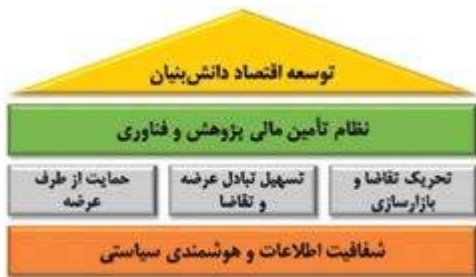 توسعه اقتصاد دانش‌بنیان
نظام تأمین مالی پژوهش و فناوری
تحریک تقاضا و
بازارسازی
تسهیل تبادل عرضه
و تقاضا
حمایت از طرف
عرضه
شفافیت اطلاعات و هوشمندی سیاستی